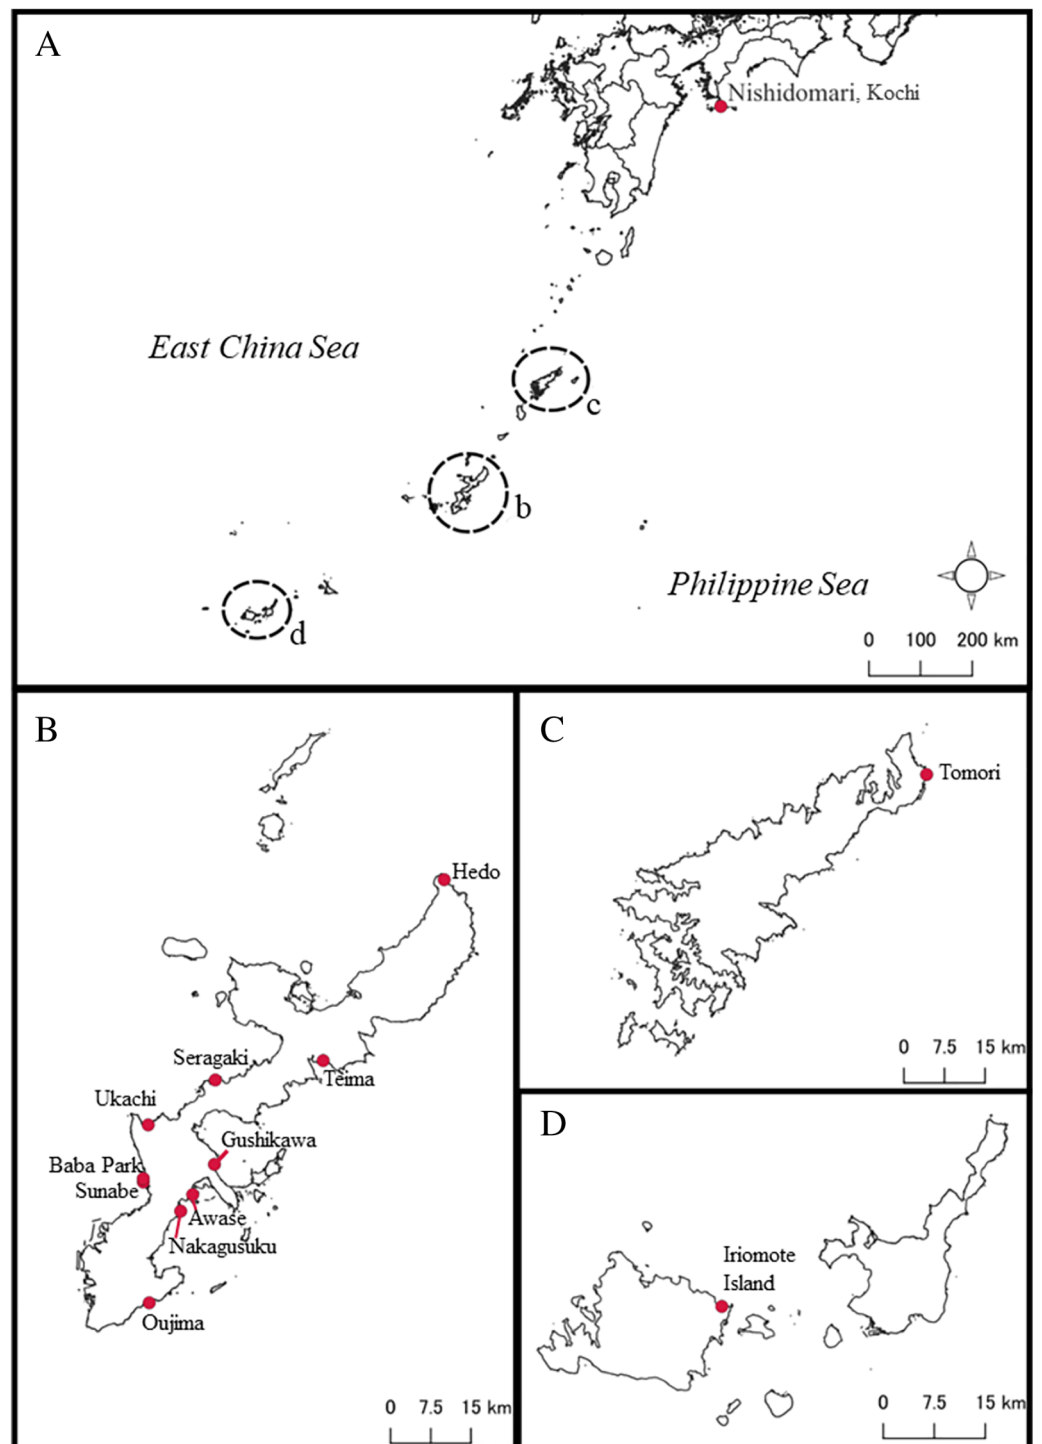 A
Nishidomari, Kochi
East China Sea
c
b
Philippine Sea
d
0 100 200 km
B
Hedo
Seragaki
Teima
Ukachi
Gushikawa
Baba Park
Sunabe
Awase
Nakagusuku
Oujima
0 7.5 15 km
C
Tomori
0 7.5 15 km
D
Iriomote
Island
0 7.5 15 km